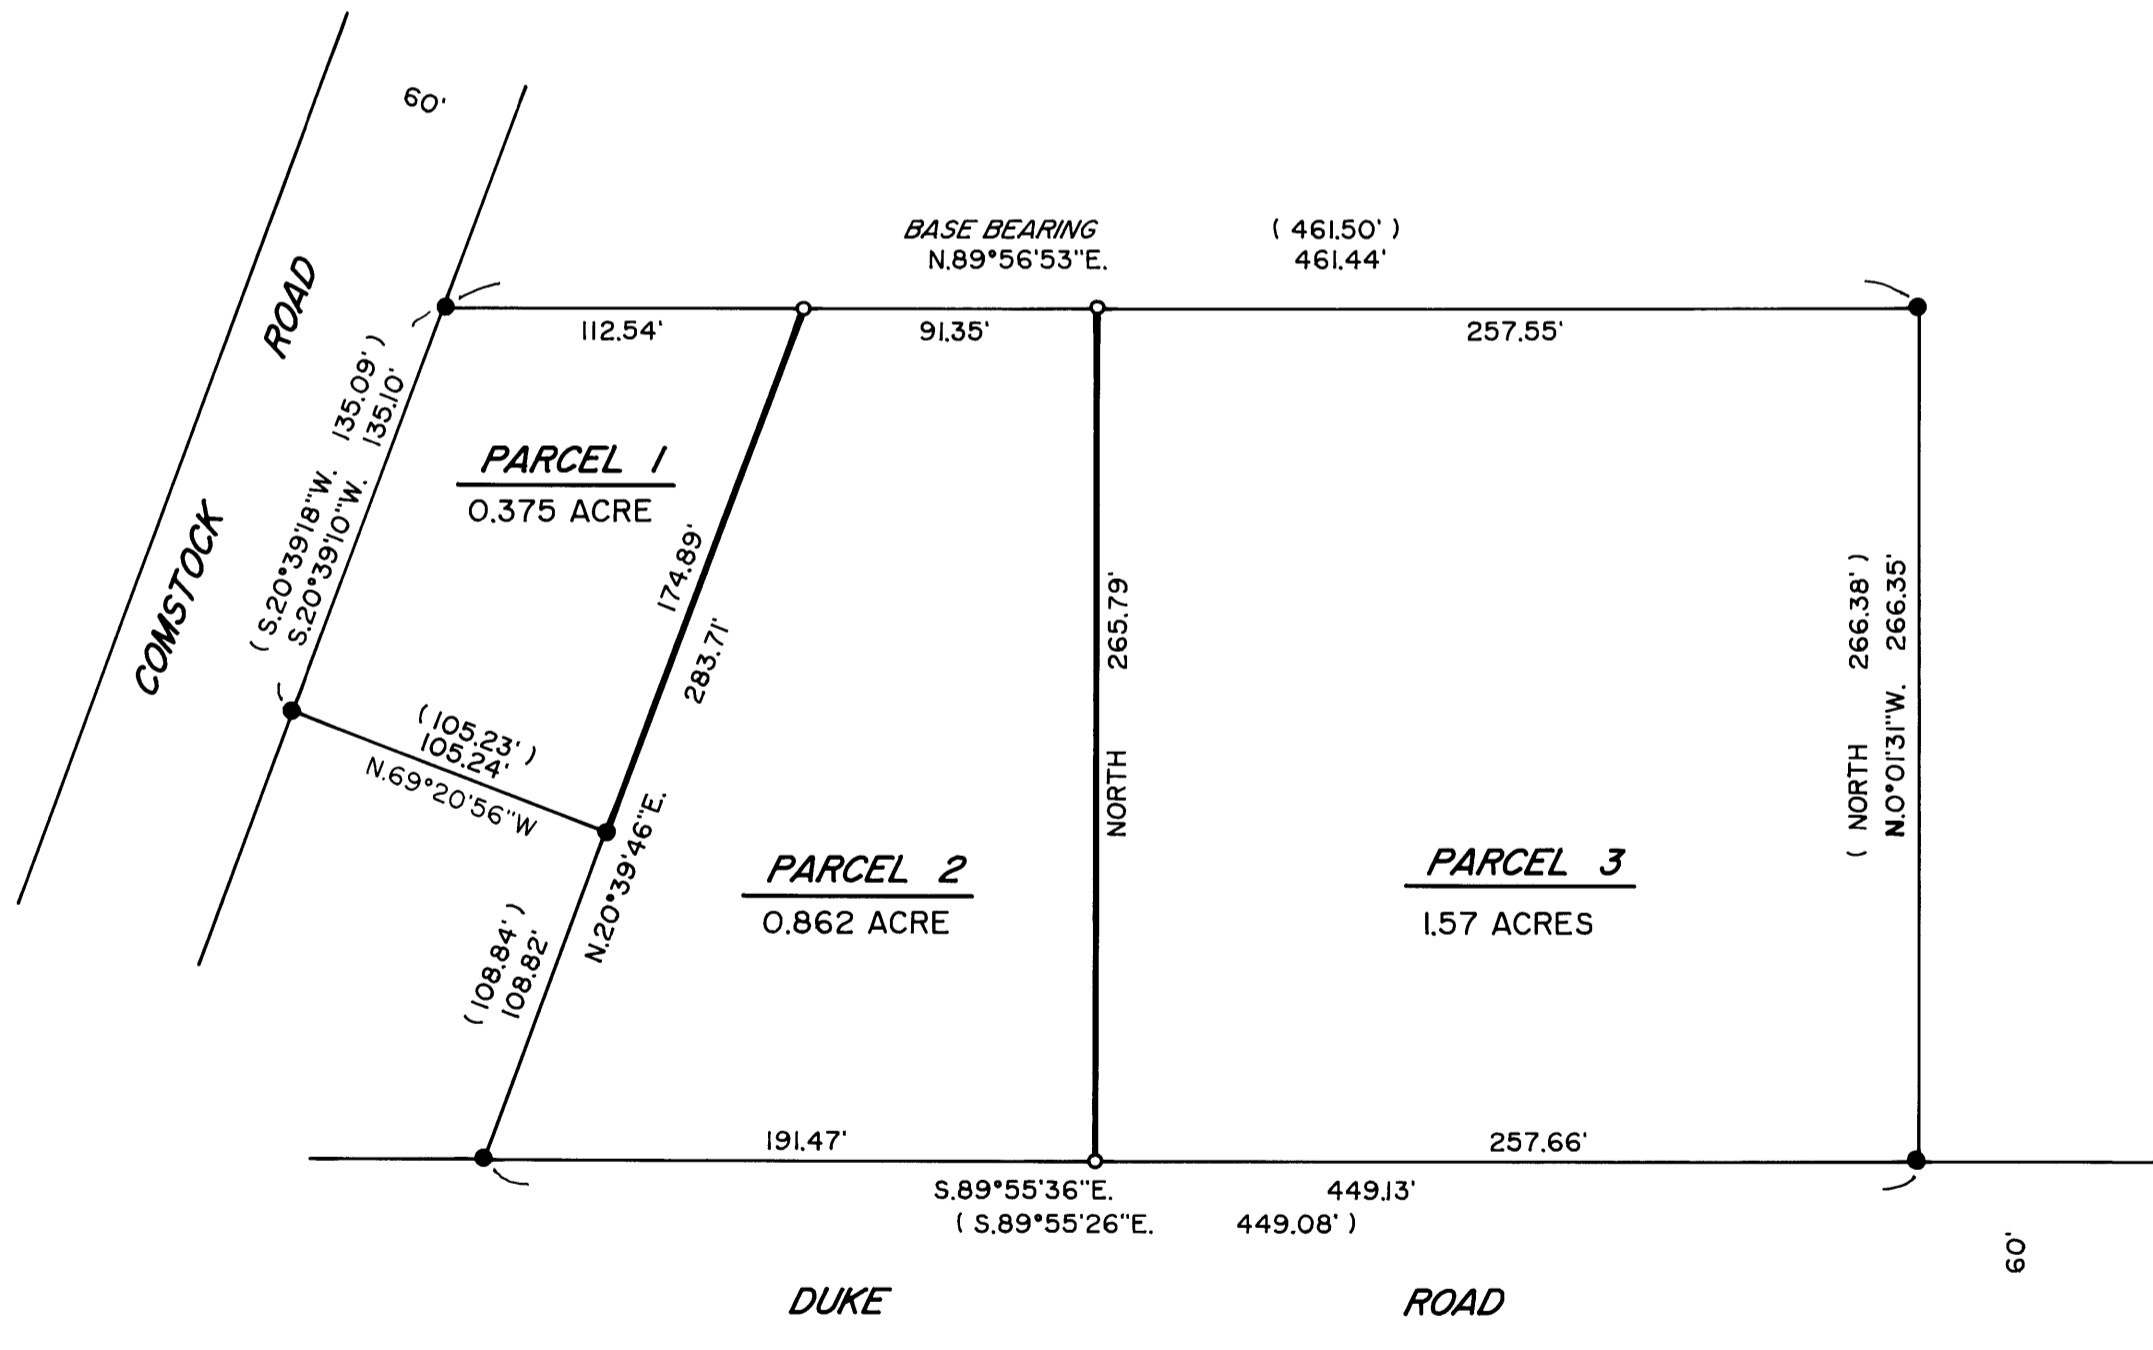 60'
COMSTOCK ROAD
BASE BEARING ( 461.50' )
N.89°56'53"E. 461.44'
112.54'
91.35'
257.55'
( S.20°39'18"W. 135.09' )
S.20°39'10"W. 135.10'
PARCEL 1
0.375 ACRE
174.89'
283.71'
N.20°39'46"E.
( 105.23' )
105.24'
N.69°20'56"W
( 108.84' )
108.82'
PARCEL 2
0.862 ACRE
NORTH 265.79'
PARCEL 3
1.57 ACRES
( NORTH 266.38' )
N.0°01'31"W. 266.35'
191.47'
257.66'
S.89°55'36"E. 449.13'
( S.89°55'26"E. 449.08' )
60'
DUKE ROAD